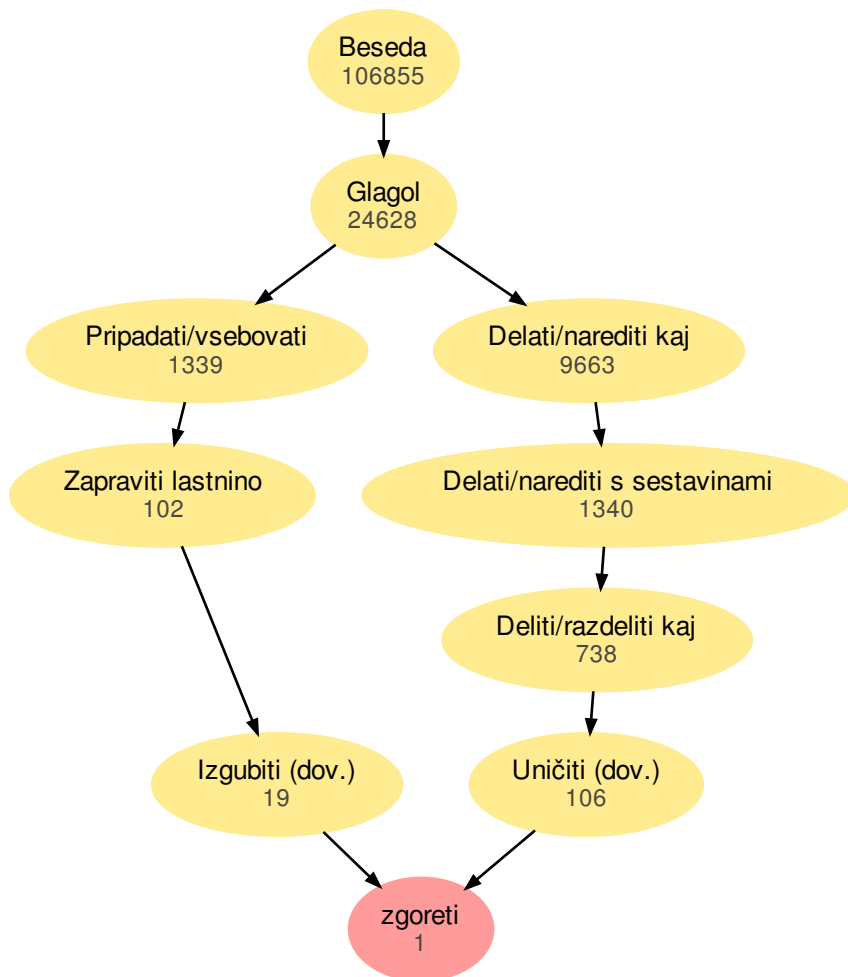 Beseda
106855
Glagol
24628
Pripadati/vsebovati
1339
Delati/narediti kaj
9663
Zapraviti lastnino
102
Delati/narediti s sestavinami
1340
Deliti/razdeliti kaj
738
Izgubiti (dov.)
19
Uničiti (dov.)
106
zgoreti
1